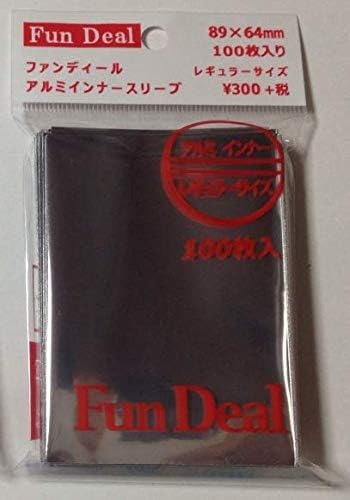 Fun Deal
89×64mm
100枚入り
ファンディール
レギュラーサイズ
アルミインナースリーブ
¥300+税
アルミ インナー
レギュラーサイズ
100枚入
Fun Deal